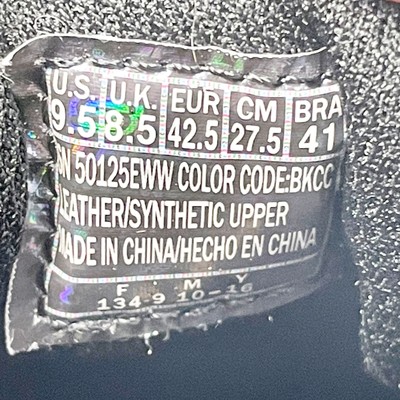 U.S. U.K. EUR CM BRA
9.5 8.5 42.5 27.5 41
SN 50125EWW COLOR CODE:BKCC
LEATHER/SYNTHETIC UPPER
MADE IN CHINA/HECHO EN CHINA
F M Y
134-9 10-16